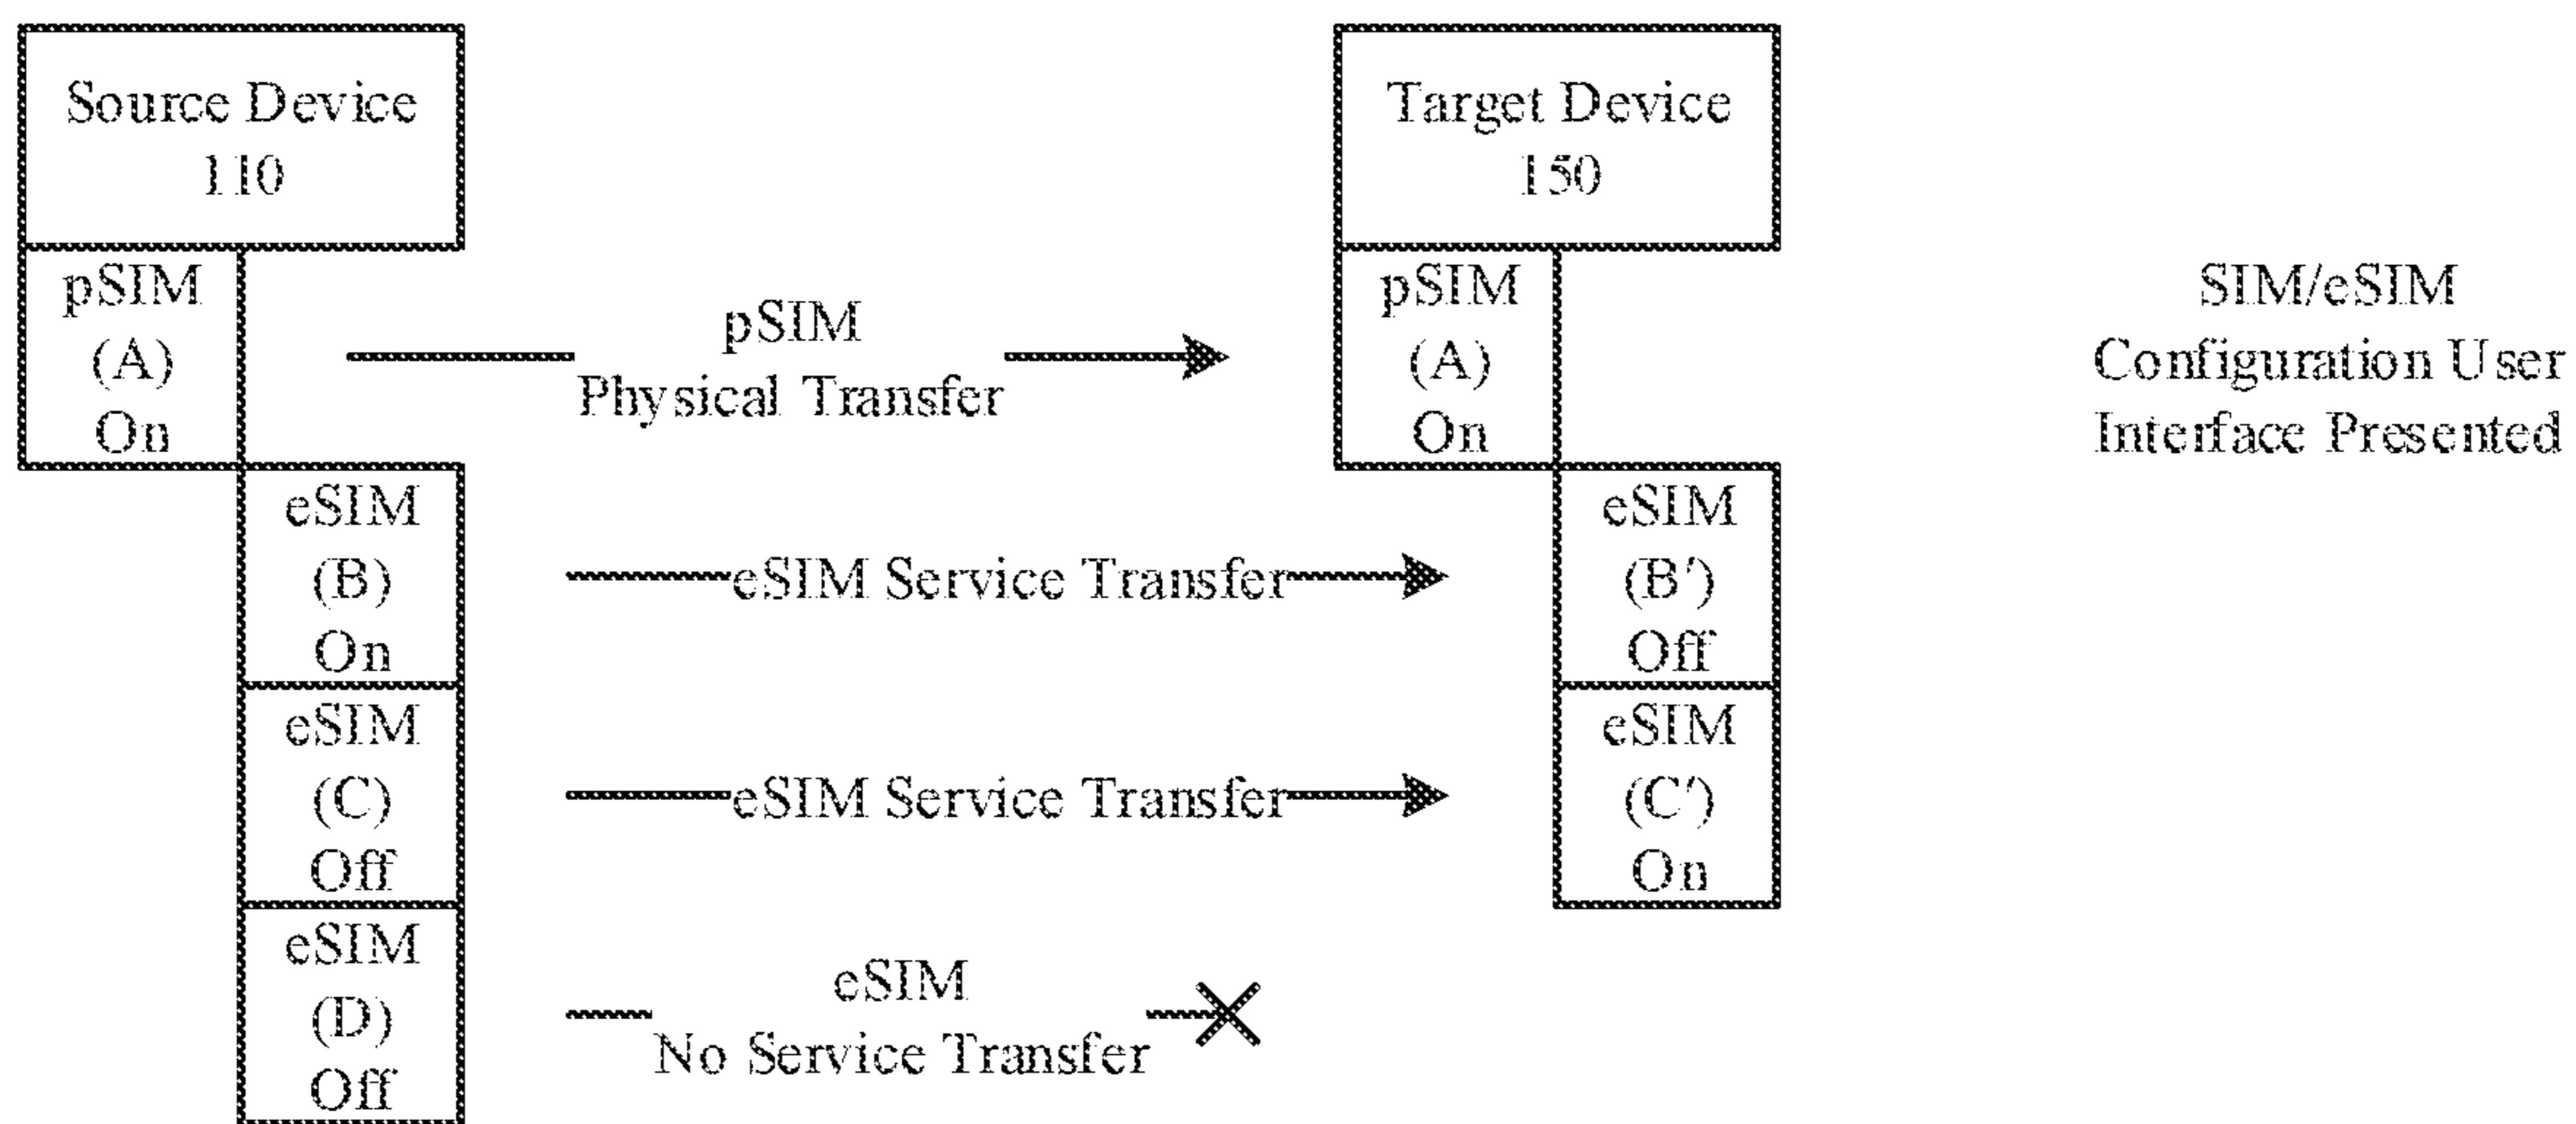 Source Device
110
Target Device
150
pSIM
(A)
On
pSIM
Physical Transfer
pSIM
(A)
On
SIM/eSIM
Configuration User
Interface Presented
eSIM
(B)
On
eSIM Service Transfer
eSIM
(B′)
Off
eSIM
(C)
Off
eSIM Service Transfer
eSIM
(C′)
On
eSIM
(D)
Off
eSIM
No Service Transfer